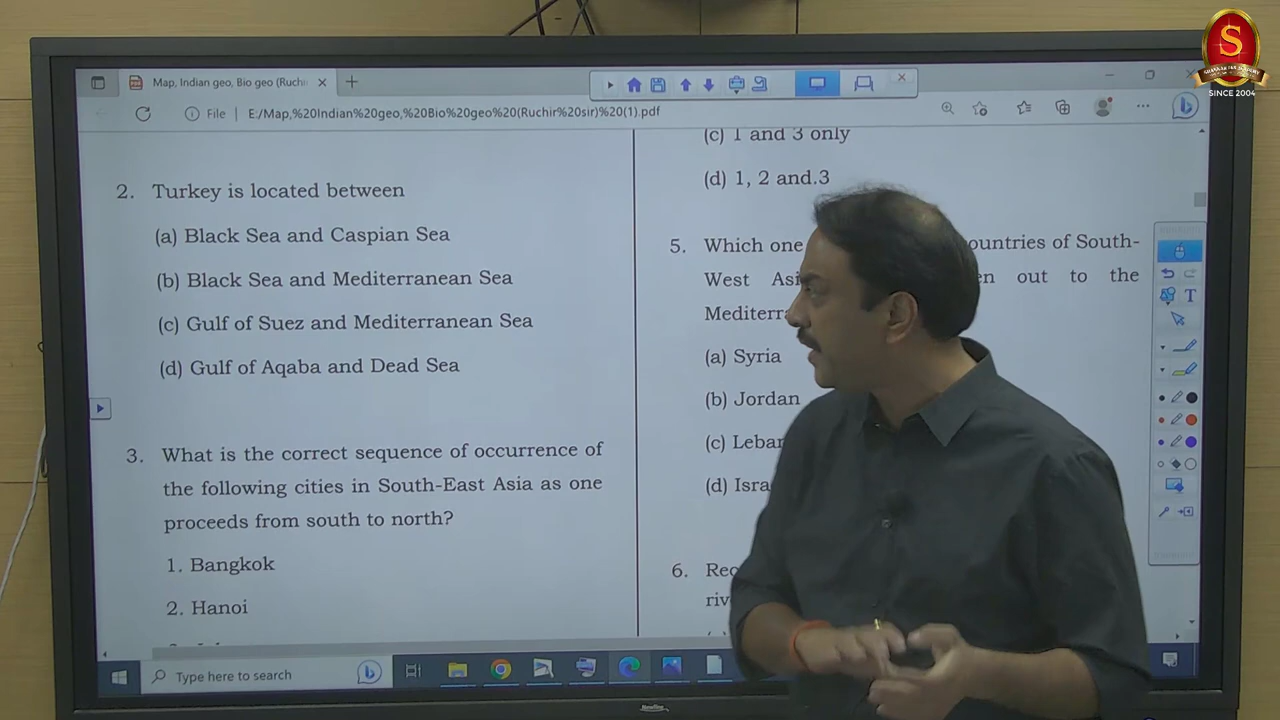 Map, Indian geo, Bio geo (Ruchi
File
E:/Map,%20Indian%20geo,%20Bio%20geo%20(Ruchir%20sir)%20(1).pdf
S
SINCE 2004
2. Turkey is located between
(a) Black Sea and Caspian Sea
(b) Black Sea and Mediterranean Sea
(c) Gulf of Suez and Mediterranean Sea
(d) Gulf of Aqaba and Dead Sea
3. What is the correct sequence of occurrence of
the following cities in South-East Asia as one
proceeds from south to north?
1. Bangkok
2. Hanoi
(c) 1 and 3 only
(d) 1, 2 and.3
5. Which one ountries of South-
West Asi en out to the
Mediterra
(a) Syria
(b) Jordan
(c) Leba
(d) Isra
6. Rec
riv
T
Type here to search
Newline